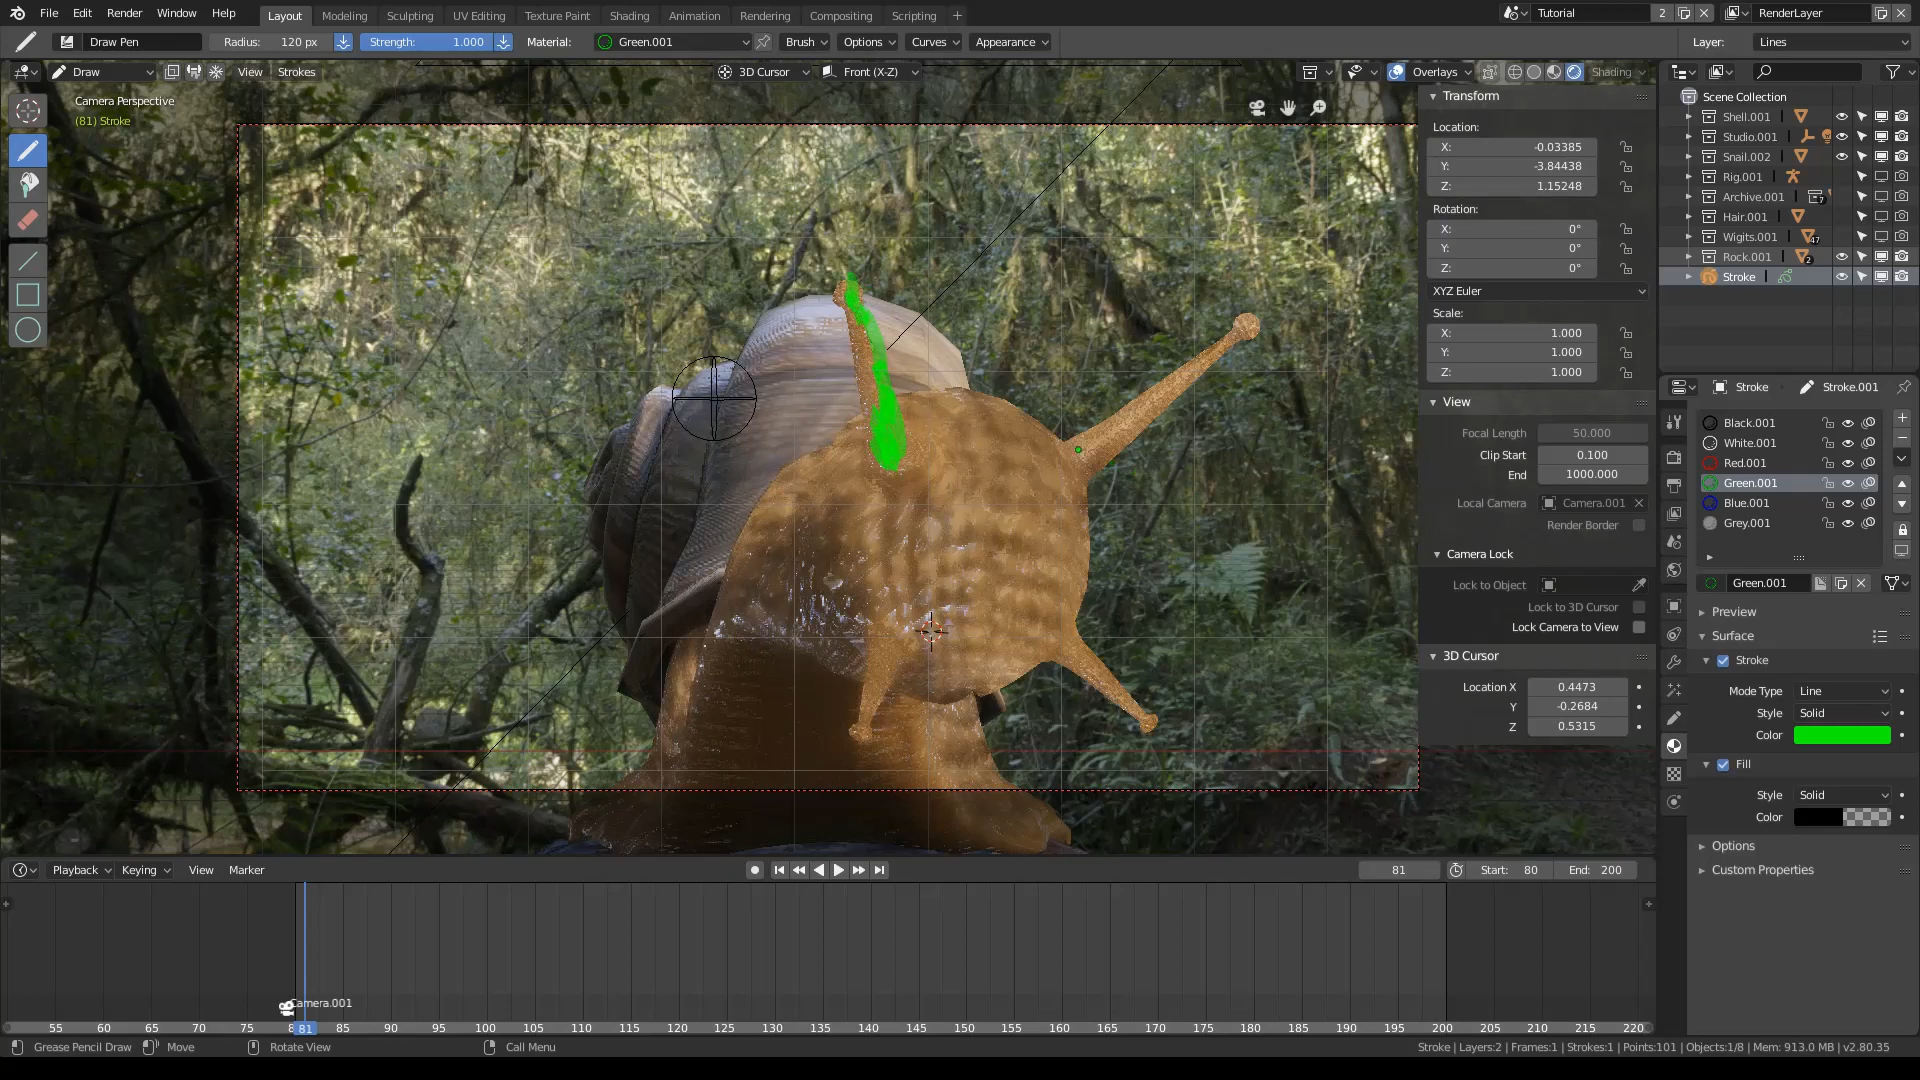 File Edit Render Window Help Layout Modeling Sculpting UV Editing Texture Paint Shading Animation Rendering Compositing Scripting + Tutorial 2 RenderLayer
Draw Pen Radius: 120 px Strength: 1.000 Material: Green.001 Brush Options Curves Appearance Layer: Lines
Draw View Strokes 3D Cursor Front (X-Z) Overlays Shading
Camera Perspective
(81) Stroke
Transform
Location:
X: -0.03385
Y: -3.84438
Z: 1.15248
Rotation:
X: 0°
Y: 0°
Z: 0°
XYZ Euler
Scale:
X: 1.000
Y: 1.000
Z: 1.000
View
Focal Length 50.000
Clip Start 0.100
End 1000.000
Local Camera Camera.001
Render Border
Camera Lock
Lock to Object
Lock to 3D Cursor
Lock Camera to View
3D Cursor
Location X 0.4473
Y -0.2684
Z 0.5315
Scene Collection
Shell.001
Studio.001
Snail.002
Rig.001
Archive.001 7
Hair.001
Wigits.001 47
Rock.001 2
Stroke
Stroke Stroke.001
Black.001
White.001
Red.001
Green.001
Blue.001
Grey.001
Green.001
Preview
Surface
Stroke
Mode Type Line
Style Solid
Color
Fill
Style Solid
Color
Options
Custom Properties
Playback Keying View Marker 81 Start: 80 End: 200
Camera.001
55 60 65 70 75 8 81 85 90 95 100 105 110 115 120 125 130 135 140 145 150 155 160 165 170 175 180 185 190 195 200 205 210 215 220
Grease Pencil Draw Move Rotate View Call Menu Stroke | Layers:2 | Frames:1 | Strokes:1 | Points:101 | Objects:1/8 | Mem: 913.0 MB | v2.80.35